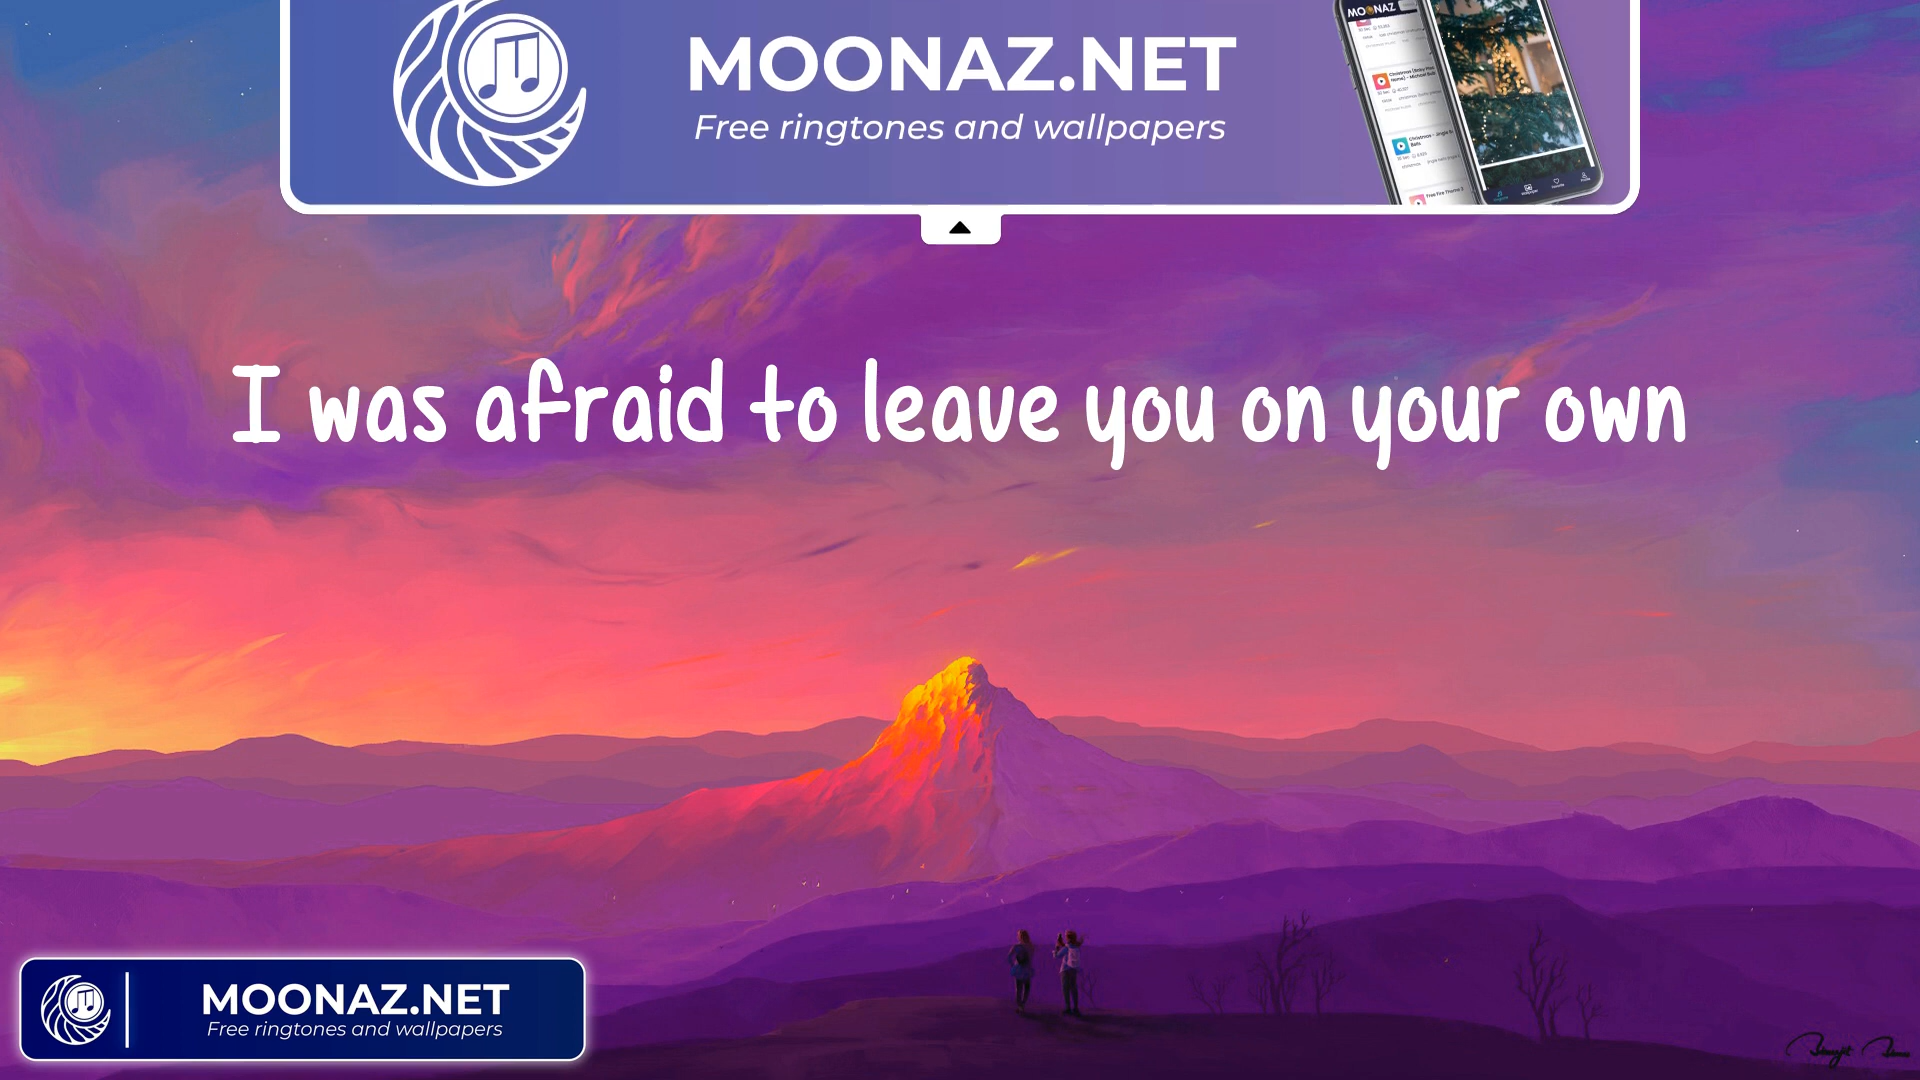 MOONAZ.NET
Free ringtones and wallpapers
MOONAZ
I was afraid to leave you on your own
MOONAZ.NET
Free ringtones and wallpapers